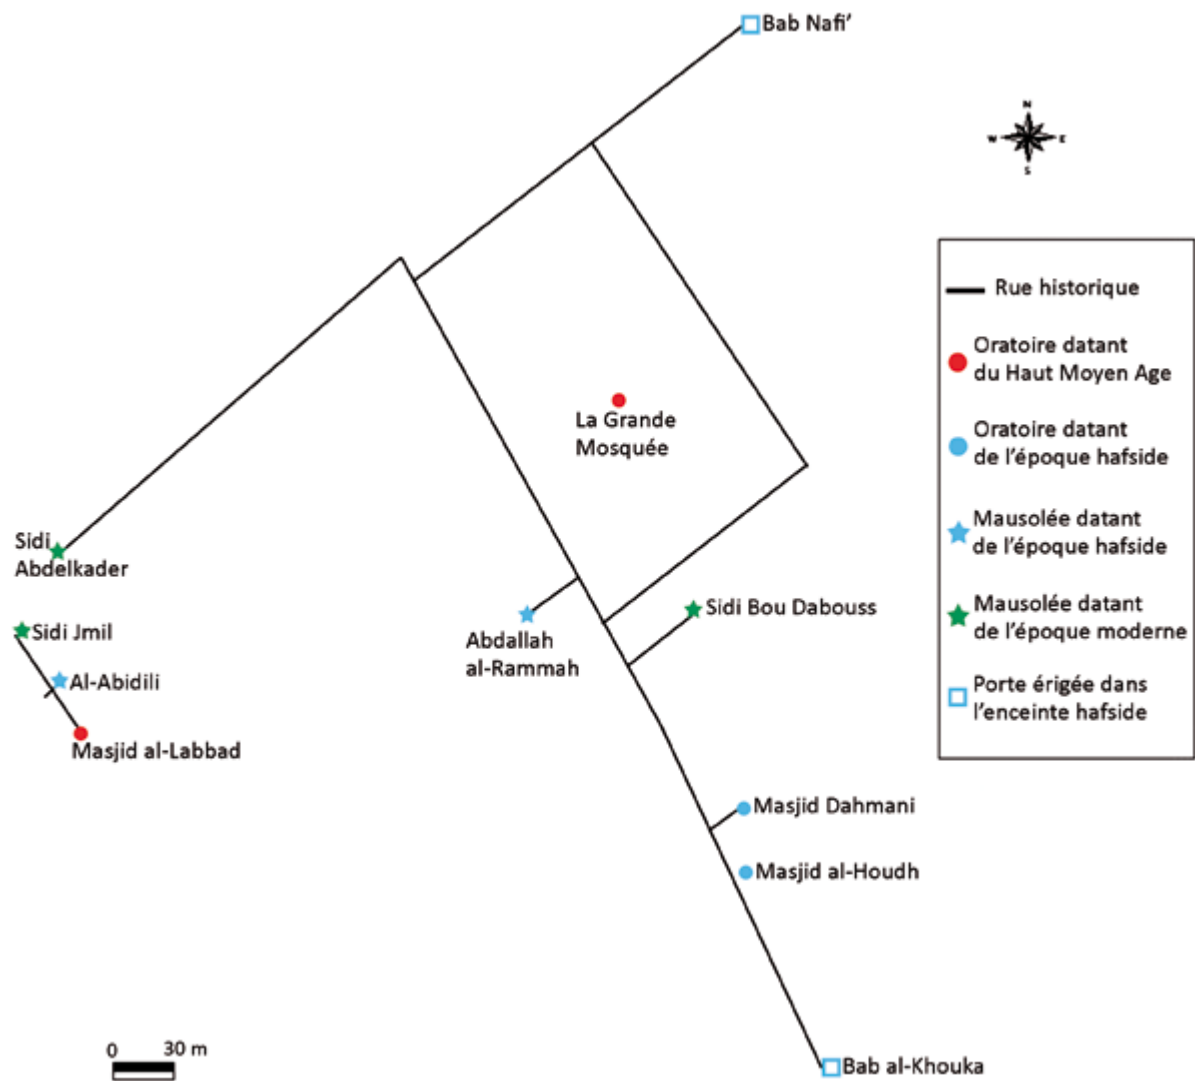 Bab Nafi'
N
W E
S
Rue historique
Oratoire datant
du Haut Moyen Age
Oratoire datant
de l'époque hafside
Mausolée datant
de l'époque hafside
Mausolée datant
de l'époque moderne
Porte érigée dans
l'enceinte hafside
La Grande
Mosquée
Sidi
Abdelkader
Sidi Jmil
Al-Abidili
Masjid al-Labbad
Abdallah
al-Rammah
Sidi Bou Dabouss
Masjid Dahmani
Masjid al-Houdh
Bab al-Khouka
0 30 m